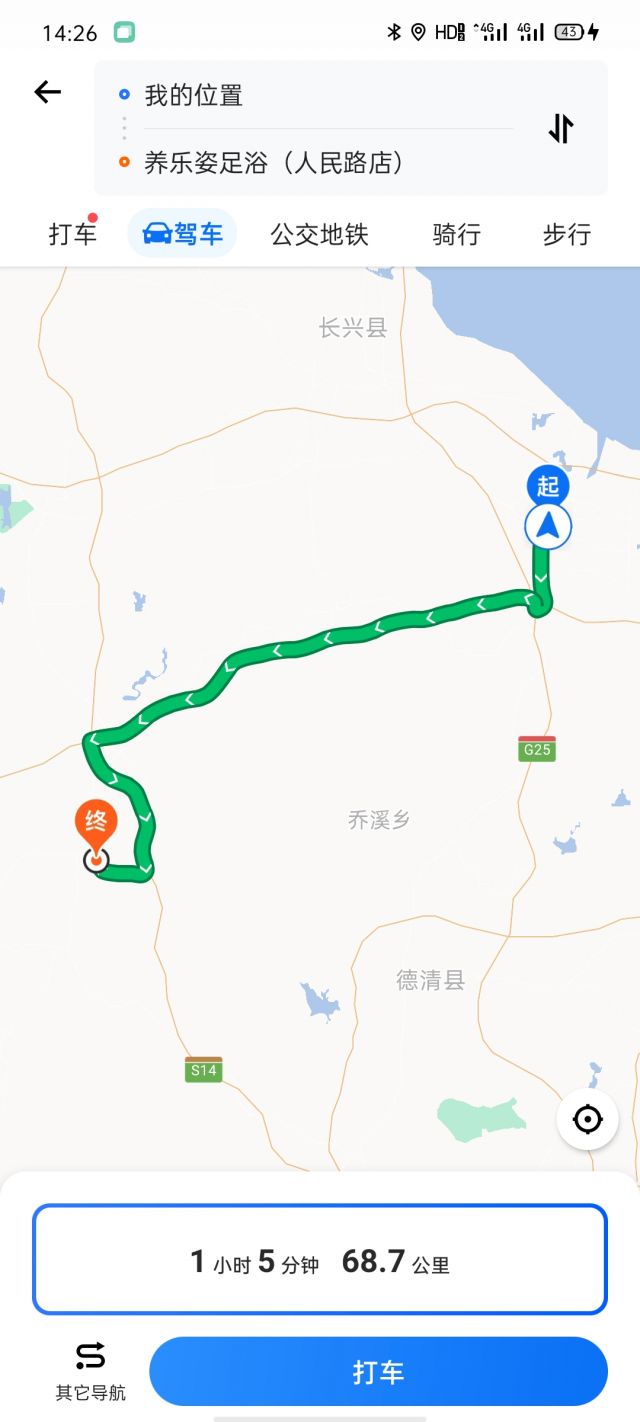 14:26 HD 4G 4G 43
我的位置
养乐姿足浴（人民路店）
打车 驾车 公交地铁 骑行 步行
长兴县
起
G25
终
乔溪乡
德清县
S14
1小时5分钟 68.7公里
其它导航
打车